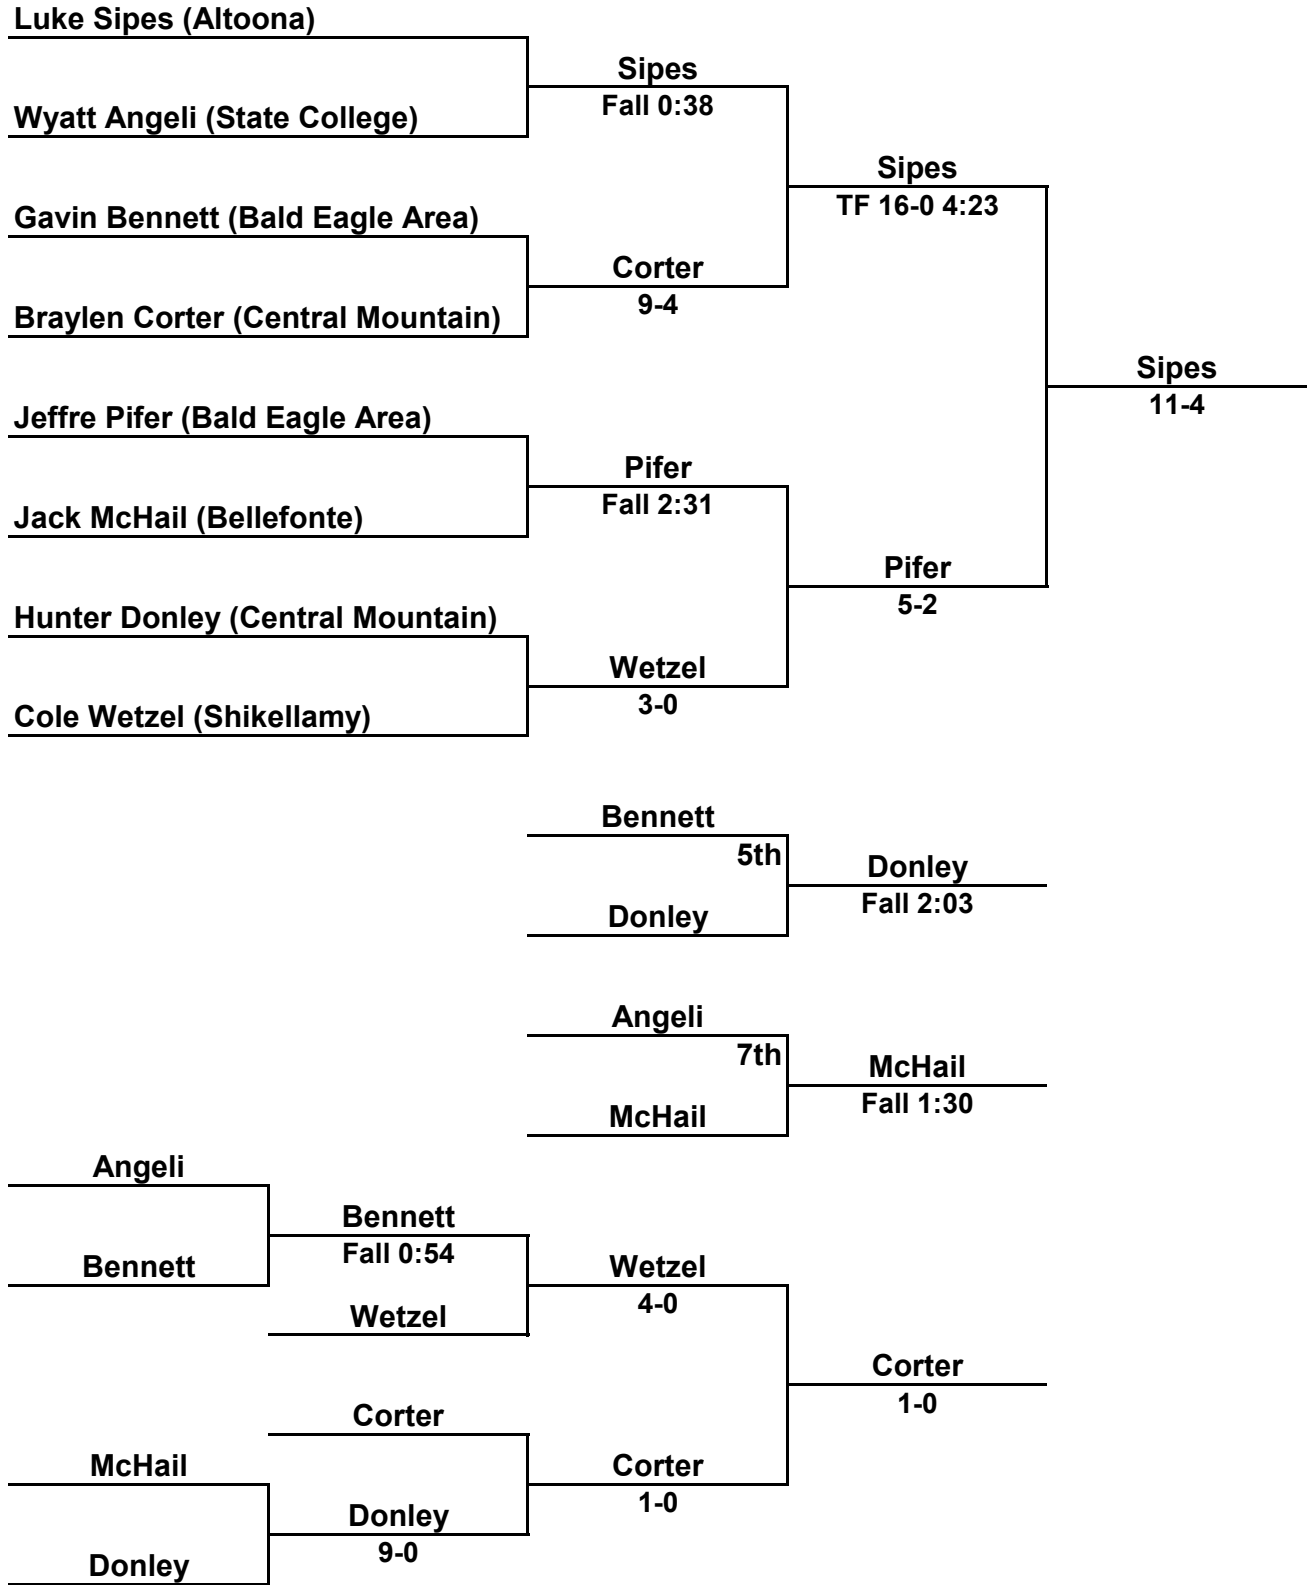 Luke Sipes (Altoona)
Sipes
Fall 0:38
Wyatt Angeli (State College)
Sipes
TF 16-0 4:23
Gavin Bennett (Bald Eagle Area)
Corter
9-4
Braylen Corter (Central Mountain)
Sipes
11-4
Jeffre Pifer (Bald Eagle Area)
Pifer
Fall 2:31
Jack McHail (Bellefonte)
Pifer
5-2
Hunter Donley (Central Mountain)
Wetzel
3-0
Cole Wetzel (Shikellamy)
Bennett
5th
Donley
Fall 2:03
Donley
Angeli
7th
McHail
Fall 1:30
McHail
Angeli
Bennett
Fall 0:54
Bennett
Wetzel
4-0
Wetzel
Corter
1-0
Corter
McHail
Corter
1-0
Donley
9-0
Donley